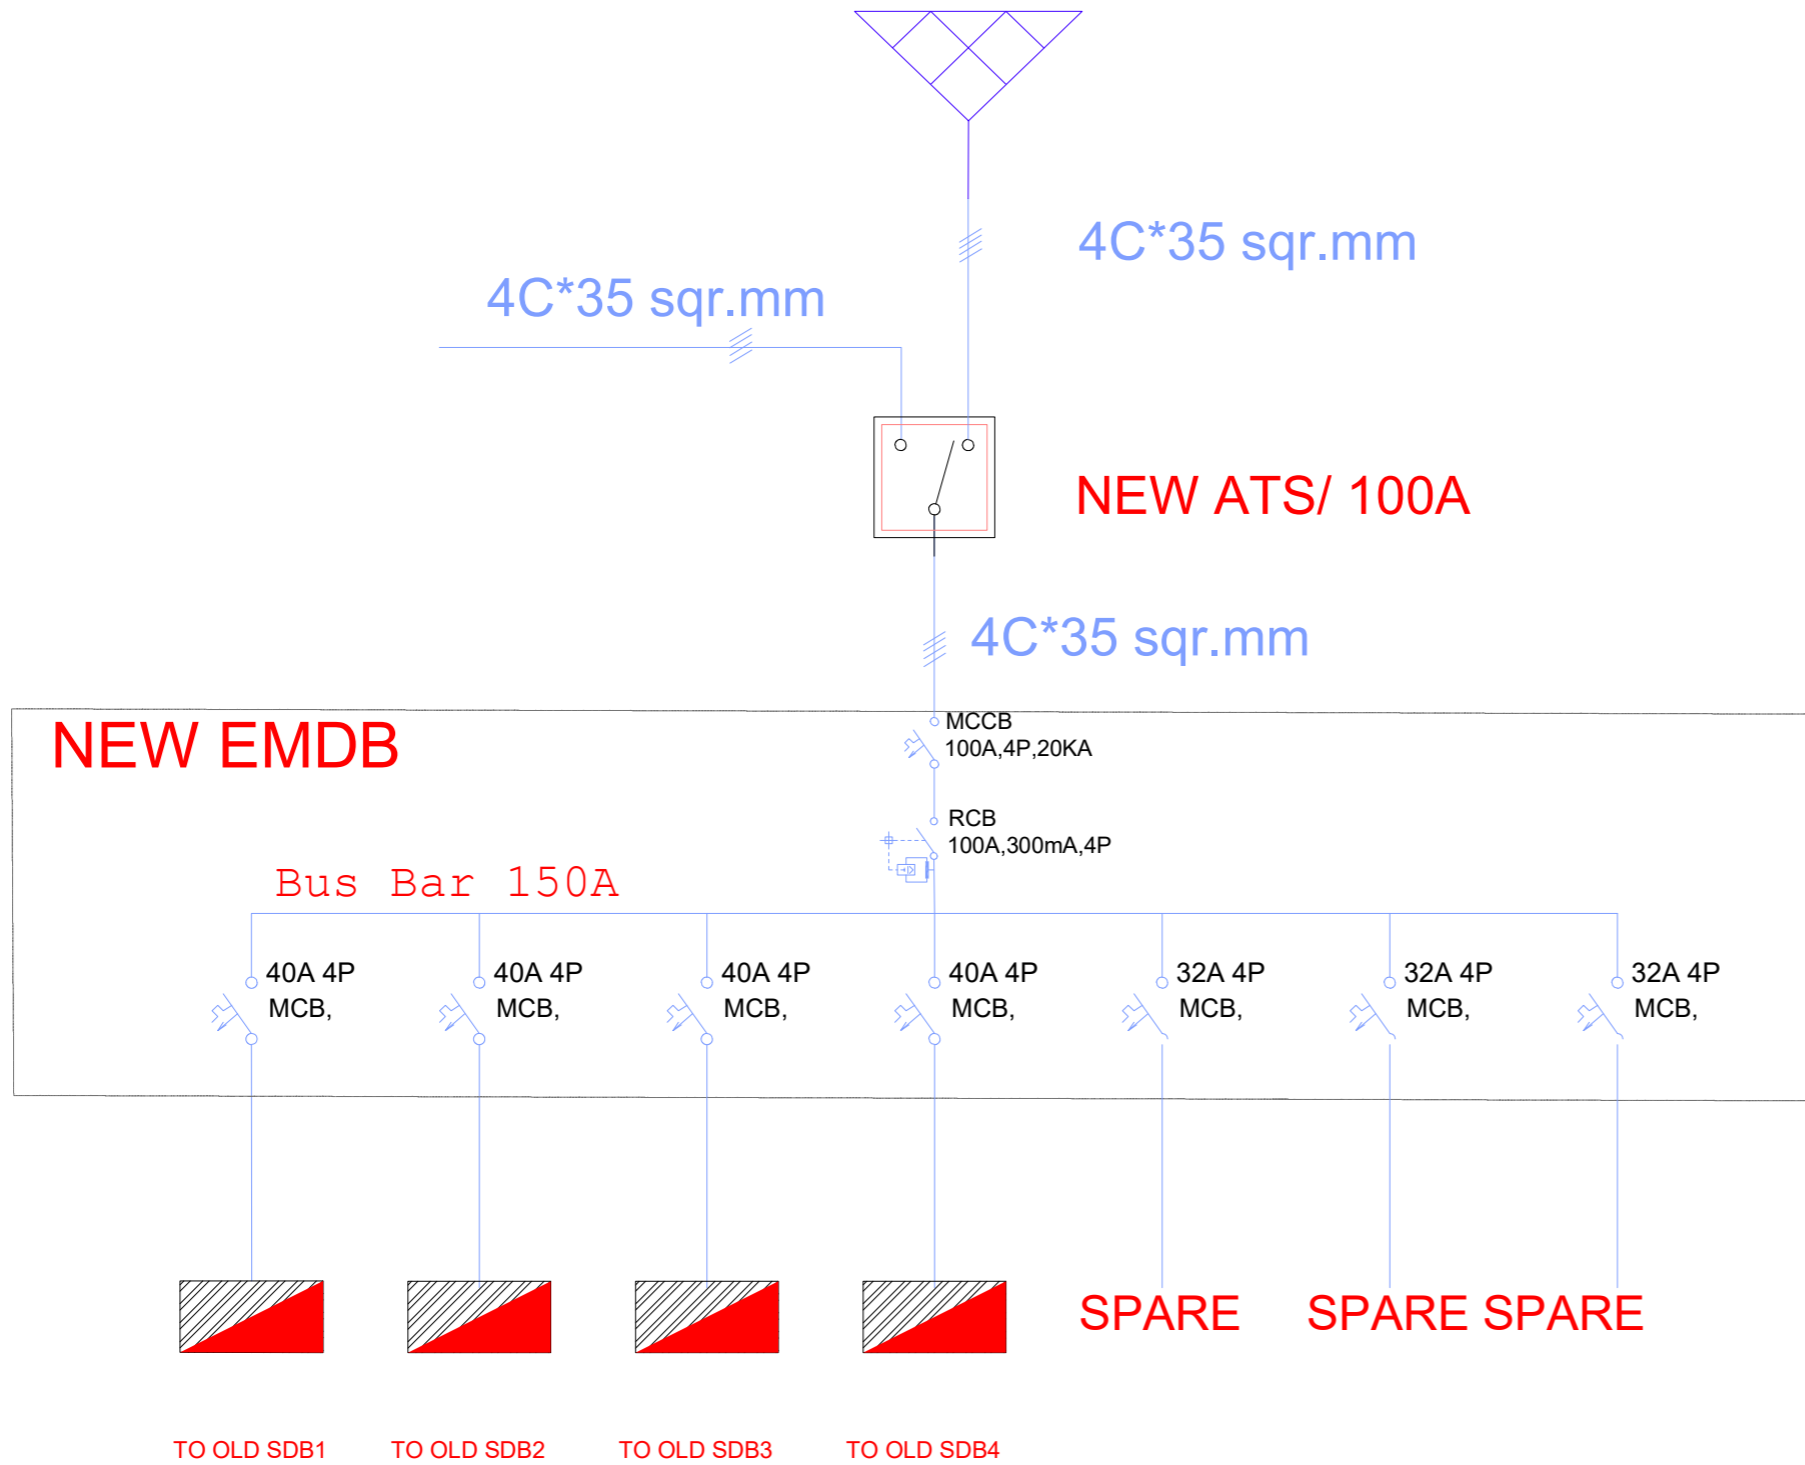 4C*35 sqr.mm
4C*35 sqr.mm
NEW ATS/ 100A
4C*35 sqr.mm
NEW EMDB
MCCB
100A,4P,20KA
RCB
100A,300mA,4P
Bus Bar 150A
40A 4P
MCB,
40A 4P
MCB,
40A 4P
MCB,
40A 4P
MCB,
32A 4P
MCB,
32A 4P
MCB,
32A 4P
MCB,
SPARE
SPARE
SPARE
TO OLD SDB1
TO OLD SDB2
TO OLD SDB3
TO OLD SDB4